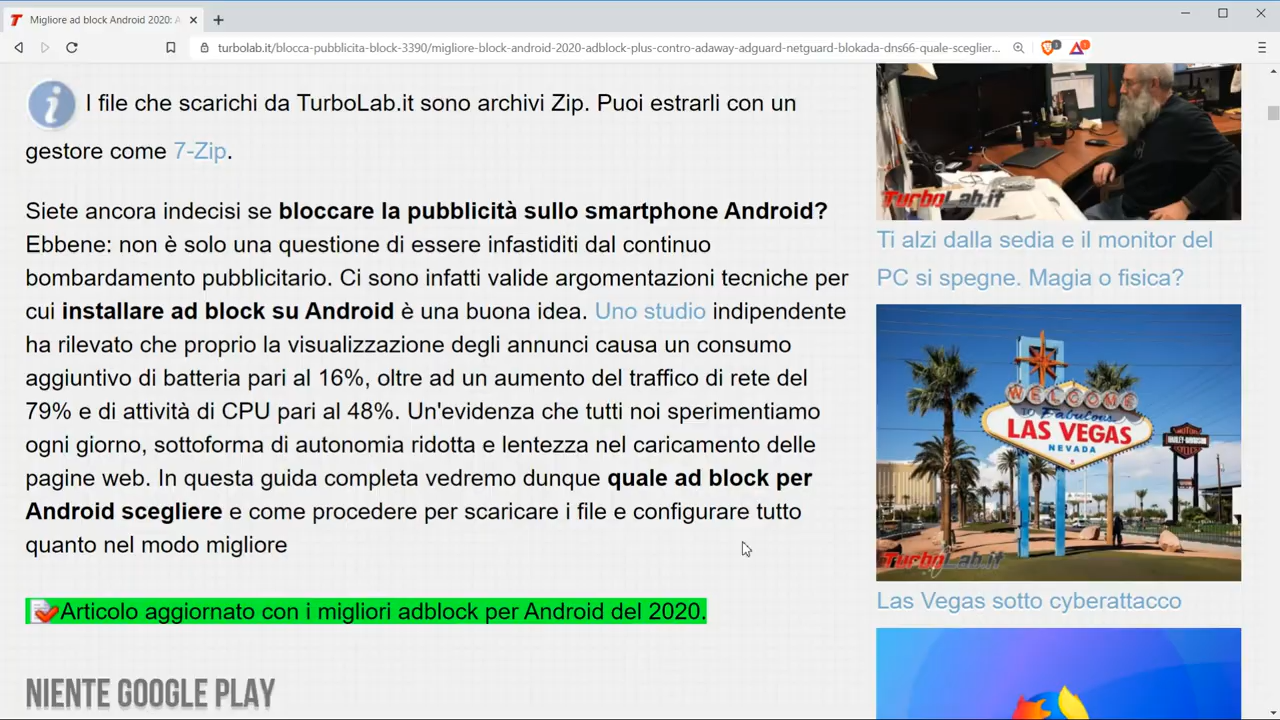 Migliore ad block Android 2020: A
turbolab.it/blocca-pubblicita-block-3390/migliore-block-android-2020-adblock-plus-contro-adaway-adguard-netguard-blokada-dns66-quale-sceglier...
I file che scarichi da TurboLab.it sono archivi Zip. Puoi estrarli con un
gestore come 7-Zip.
Siete ancora indecisi se bloccare la pubblicità sullo smartphone Android?
Ebbene: non è solo una questione di essere infastiditi dal continuo
bombardamento pubblicitario. Ci sono infatti valide argomentazioni tecniche per
cui installare ad block su Android è una buona idea. Uno studio indipendente
ha rilevato che proprio la visualizzazione degli annunci causa un consumo
aggiuntivo di batteria pari al 16%, oltre ad un aumento del traffico di rete del
79% e di attività di CPU pari al 48%. Un'evidenza che tutti noi sperimentiamo
ogni giorno, sottoforma di autonomia ridotta e lentezza nel caricamento delle
pagine web. In questa guida completa vedremo dunque quale ad block per
Android scegliere e come procedere per scaricare i file e configurare tutto
quanto nel modo migliore
Articolo aggiornato con i migliori adblock per Android del 2020.
NIENTE GOOGLE PLAY
TurboLab.it
Ti alzi dalla sedia e il monitor del
PC si spegne. Magia o fisica?
WELCOME
TO Fabulous
LAS VEGAS
NEVADA
HARLEY-DAVIDSON
TurboLab.it
Las Vegas sotto cyberattacco